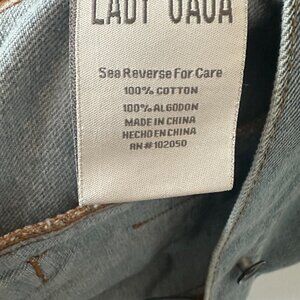 LADY GAGA
See Reverse For Care
100% COTTON
100% ALGODON
MADE IN CHINA
HECHO EN CHINA
RN# 102050